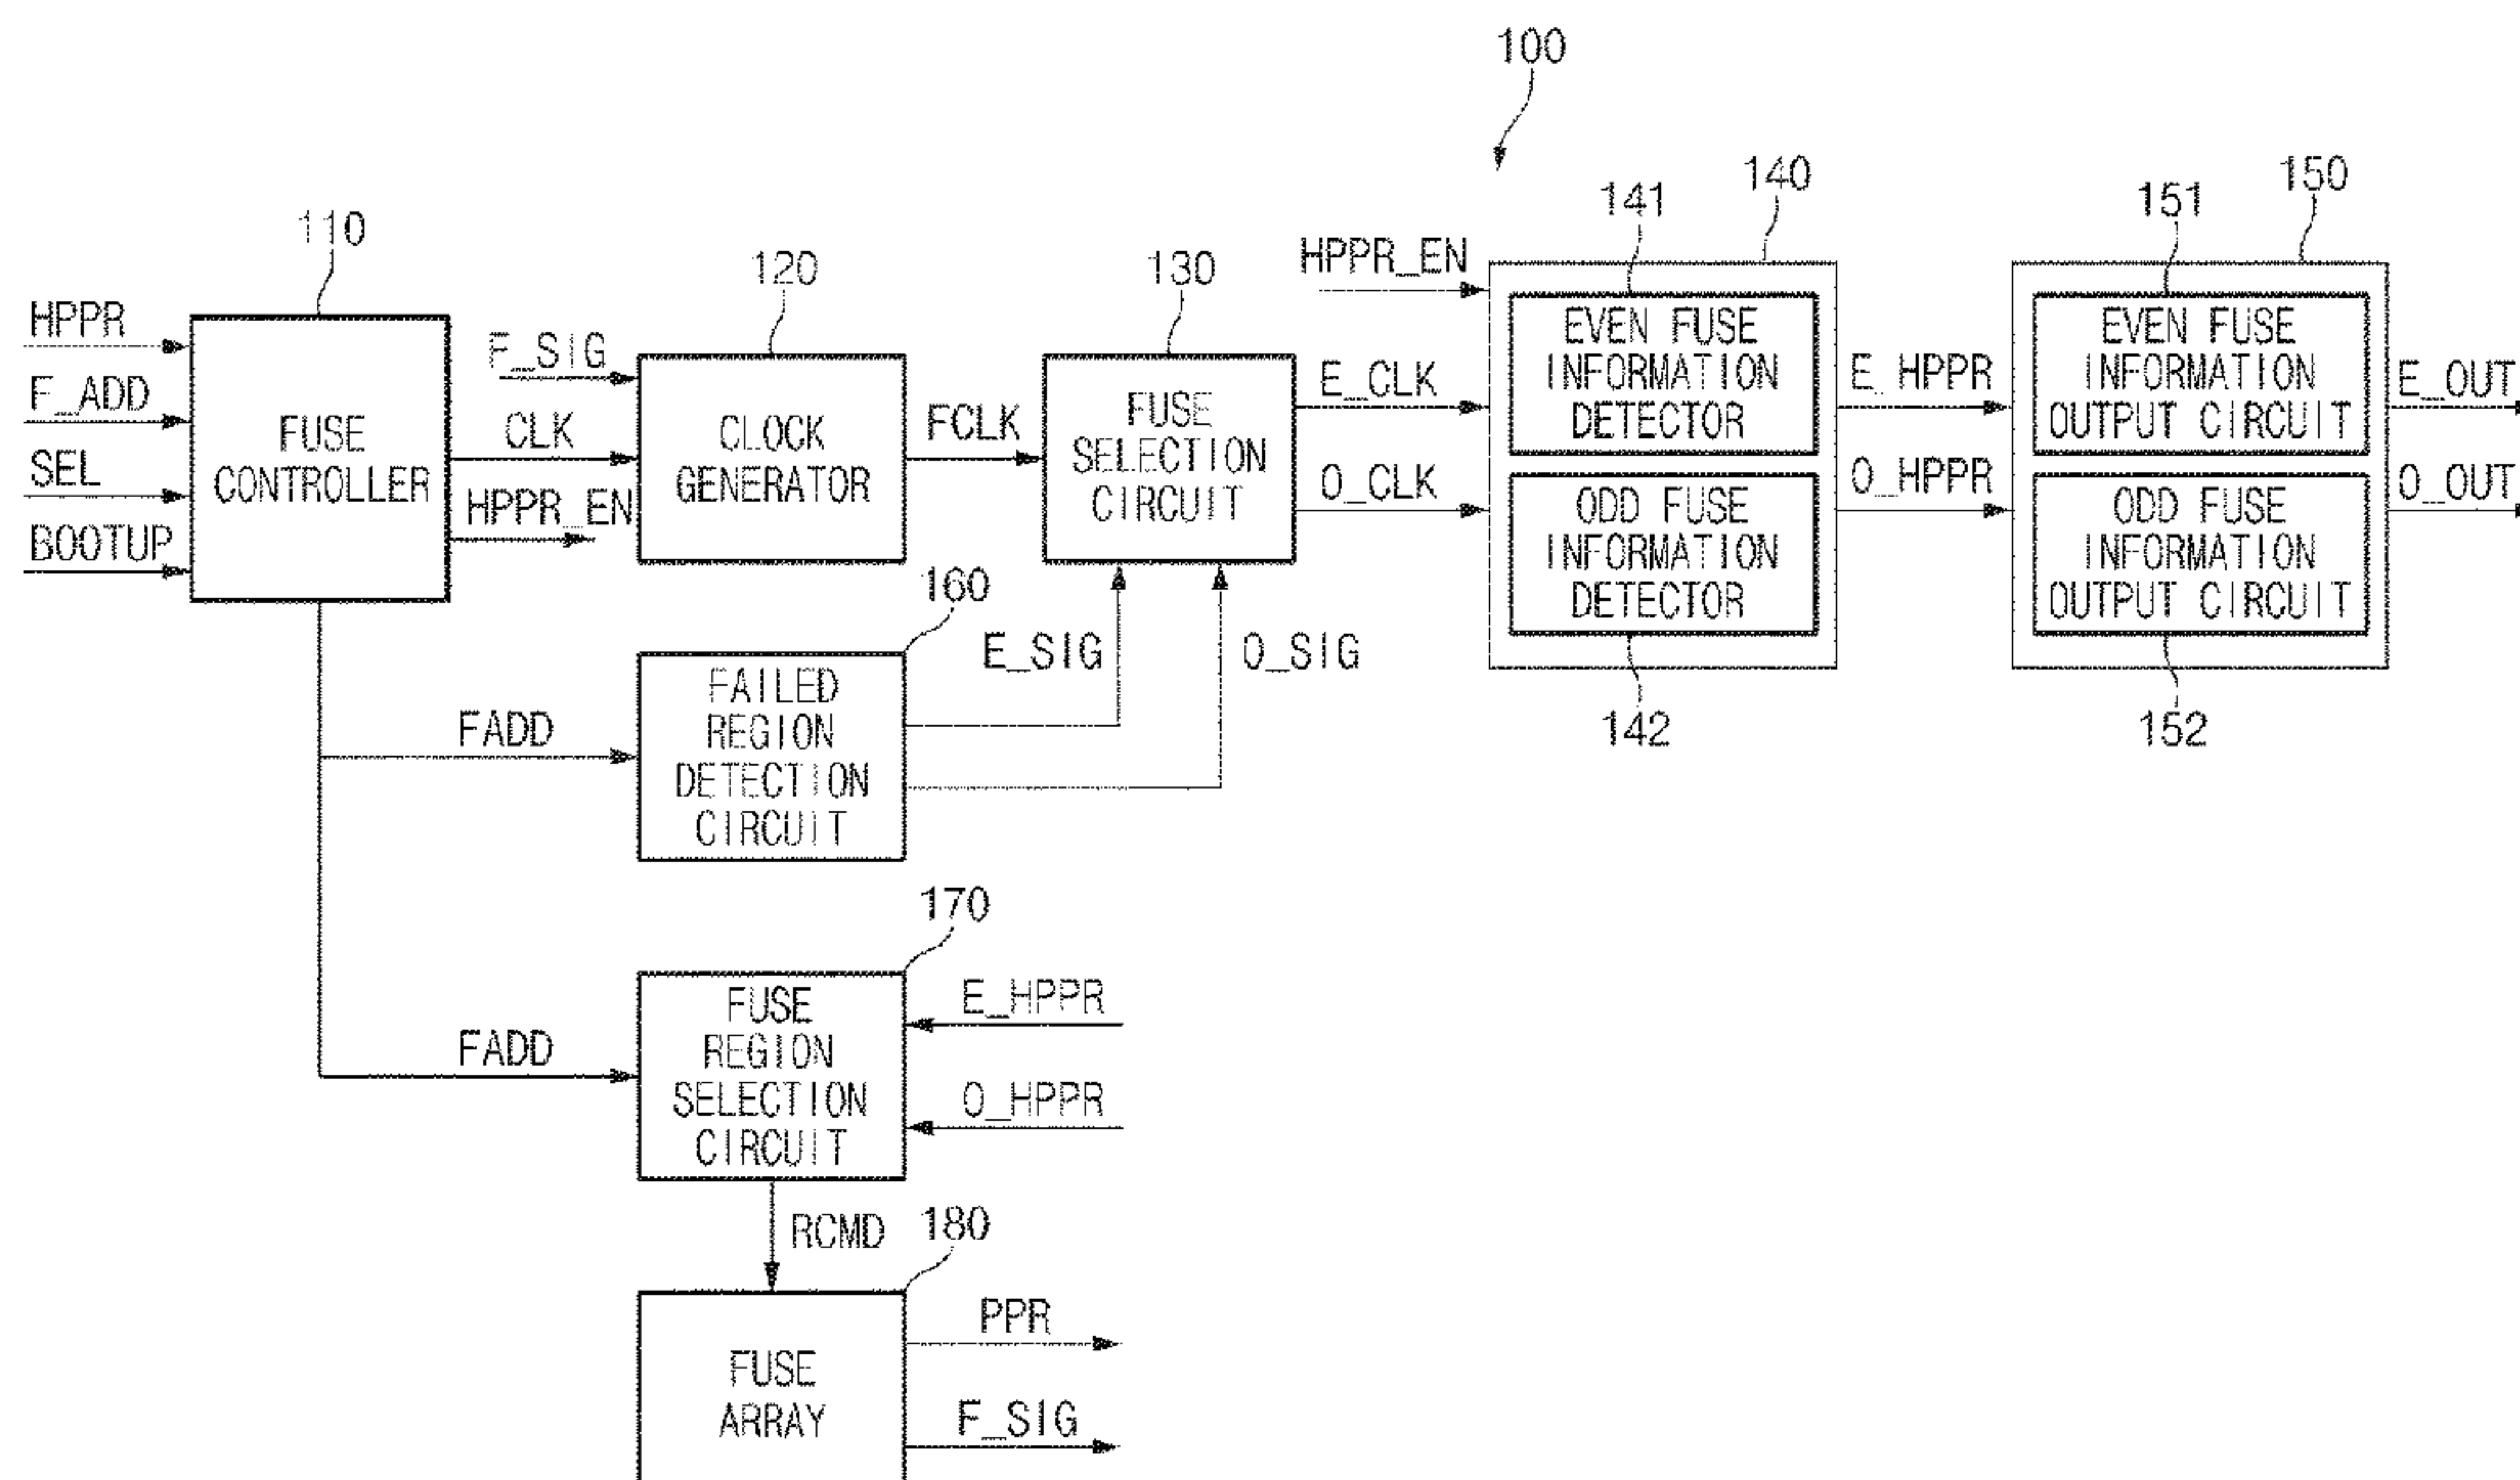 100
110
HPPR
F_ADD
SEL
BOOTUP
FUSE
CONTROLLER
CLK
HPPR_EN
F_SIG
120
CLOCK
GENERATOR
FCLK
130
FUSE
SELECTION
CIRCUIT
HPPR_EN
E_CLK
O_CLK
140
141
EVEN FUSE
INFORMATION
DETECTOR
ODD FUSE
INFORMATION
DETECTOR
142
E_HPPR
O_HPPR
150
151
EVEN FUSE
INFORMATION
OUTPUT CIRCUIT
ODD FUSE
INFORMATION
OUTPUT CIRCUIT
152
E_OUT
O_OUT
FADD
160
FAILED
REGION
DETECTION
CIRCUIT
E_SIG
O_SIG
FADD
170
FUSE
REGION
SELECTION
CIRCUIT
E_HPPR
O_HPPR
RCMD
180
FUSE
ARRAY
PPR
F_SIG